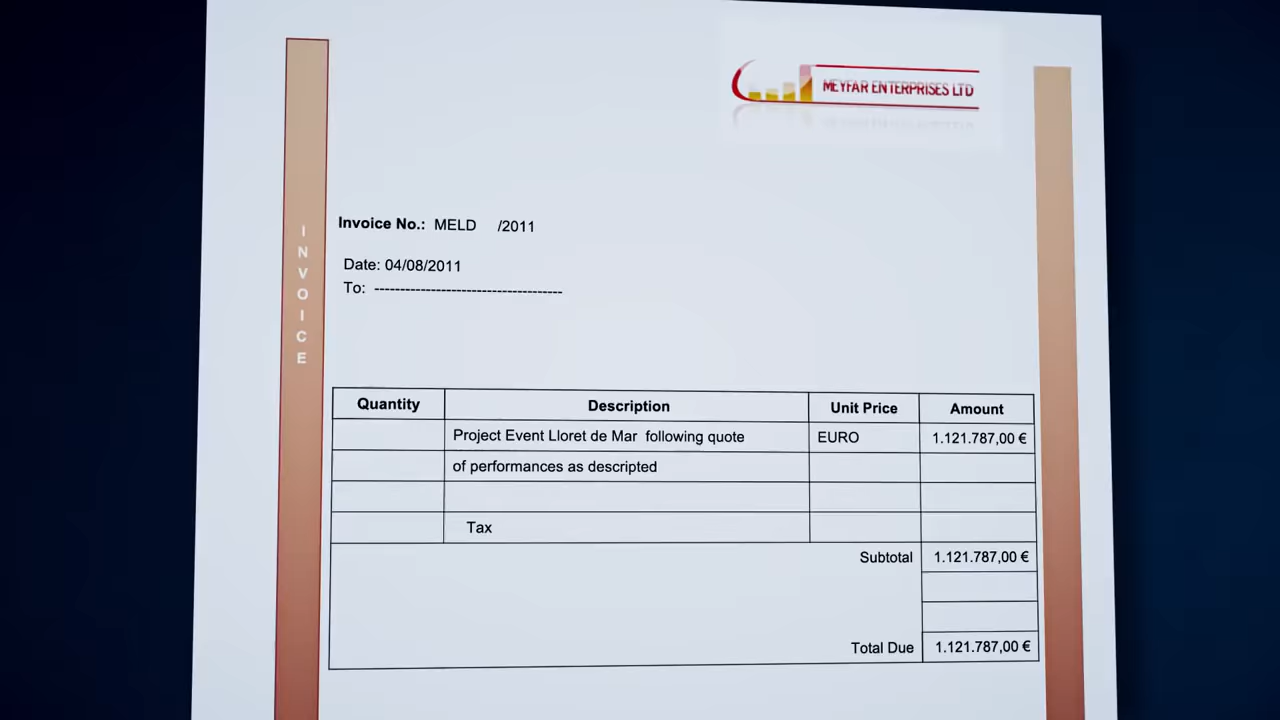 MEYFAR ENTERPRISES LTD
INVOICE
Invoice No.: MELD /2011
Date: 04/08/2011
To: -------------------------------------
Quantity Description Unit Price Amount
Project Event Lloret de Mar following quote EURO 1.121.787,00 €
of performances as descripted
Tax
Subtotal 1.121.787,00 €
Total Due 1.121.787,00 €